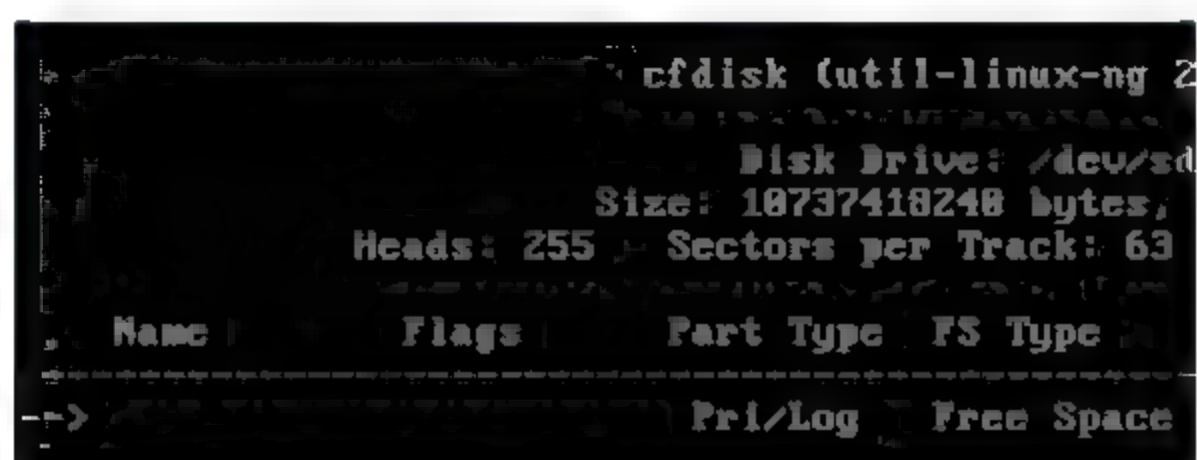 cfdisk (util-linux-ng 2
Disk Drive: /dev/sd
Size: 10737418240 bytes,
Heads: 255   Sectors per Track: 63
Name   Flags   Part Type   FS Type
-> Pri/Log   Free Space